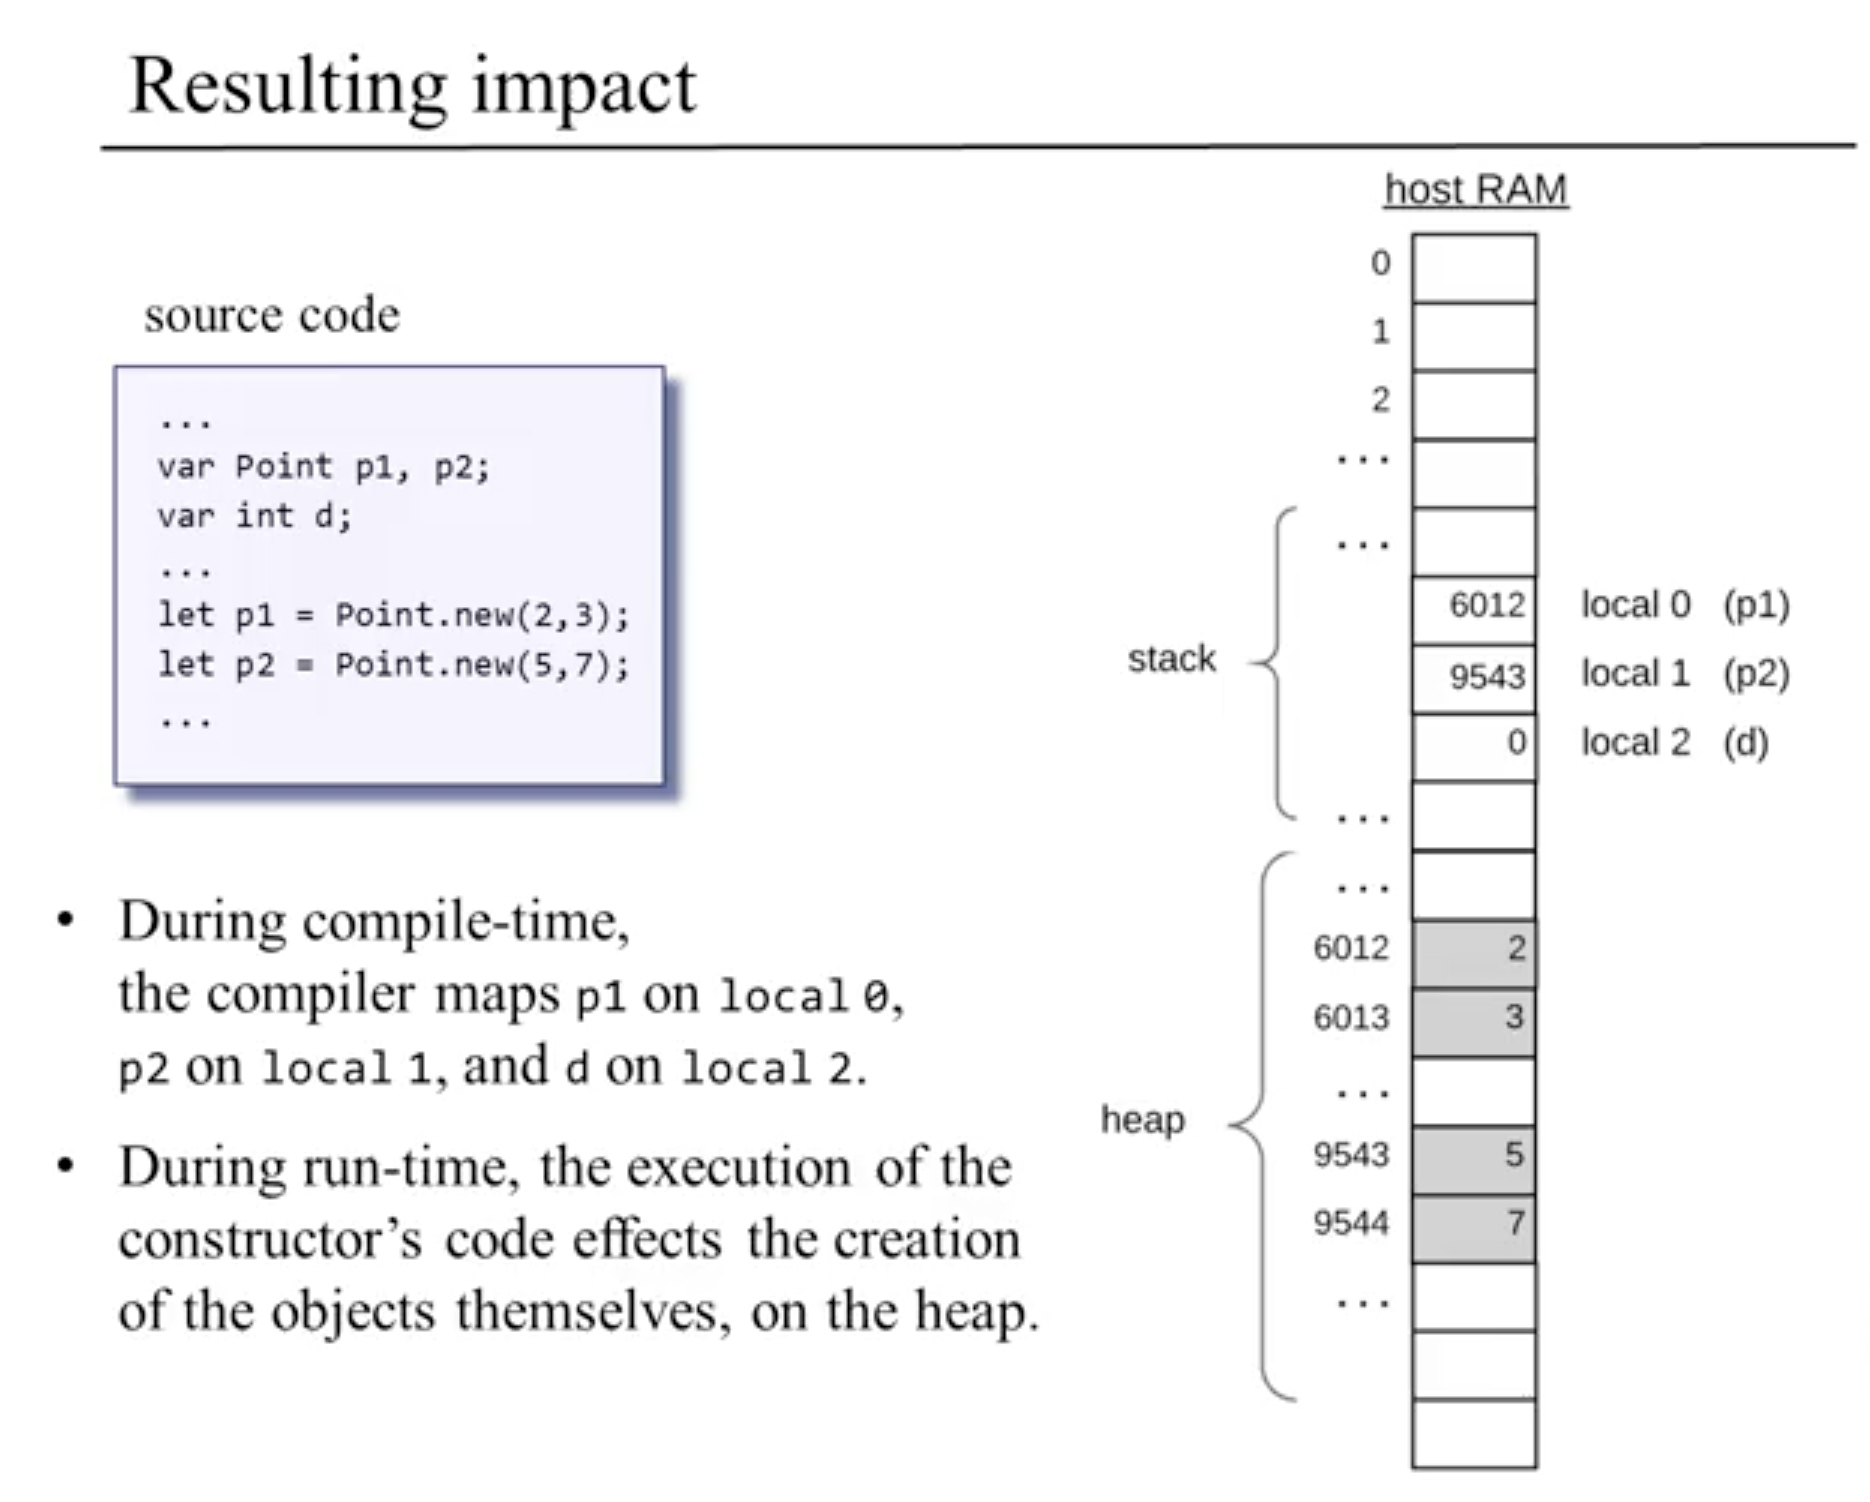 Resulting impact
source code
...
var Point p1, p2;
var int d;
...
let p1 = Point.new(2,3);
let p2 = Point.new(5,7);
...
• During compile-time,
the compiler maps p1 on local 0,
p2 on local 1, and d on local 2.
• During run-time, the execution of the
constructor’s code effects the creation
of the objects themselves, on the heap.
host RAM
0
1
2
...
...
6012 local 0 (p1)
stack
9543 local 1 (p2)
0 local 2 (d)
...
...
6012 2
6013 3
...
heap
9543 5
9544 7
...